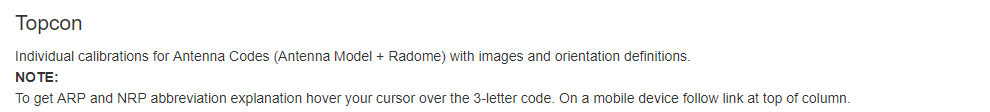 Topcon
Individual calibrations for Antenna Codes (Antenna Model + Radome) with images and orientation definitions.
NOTE:
To get ARP and NRP abbreviation explanation hover your cursor over the 3-letter code. On a mobile device follow link at top of column.